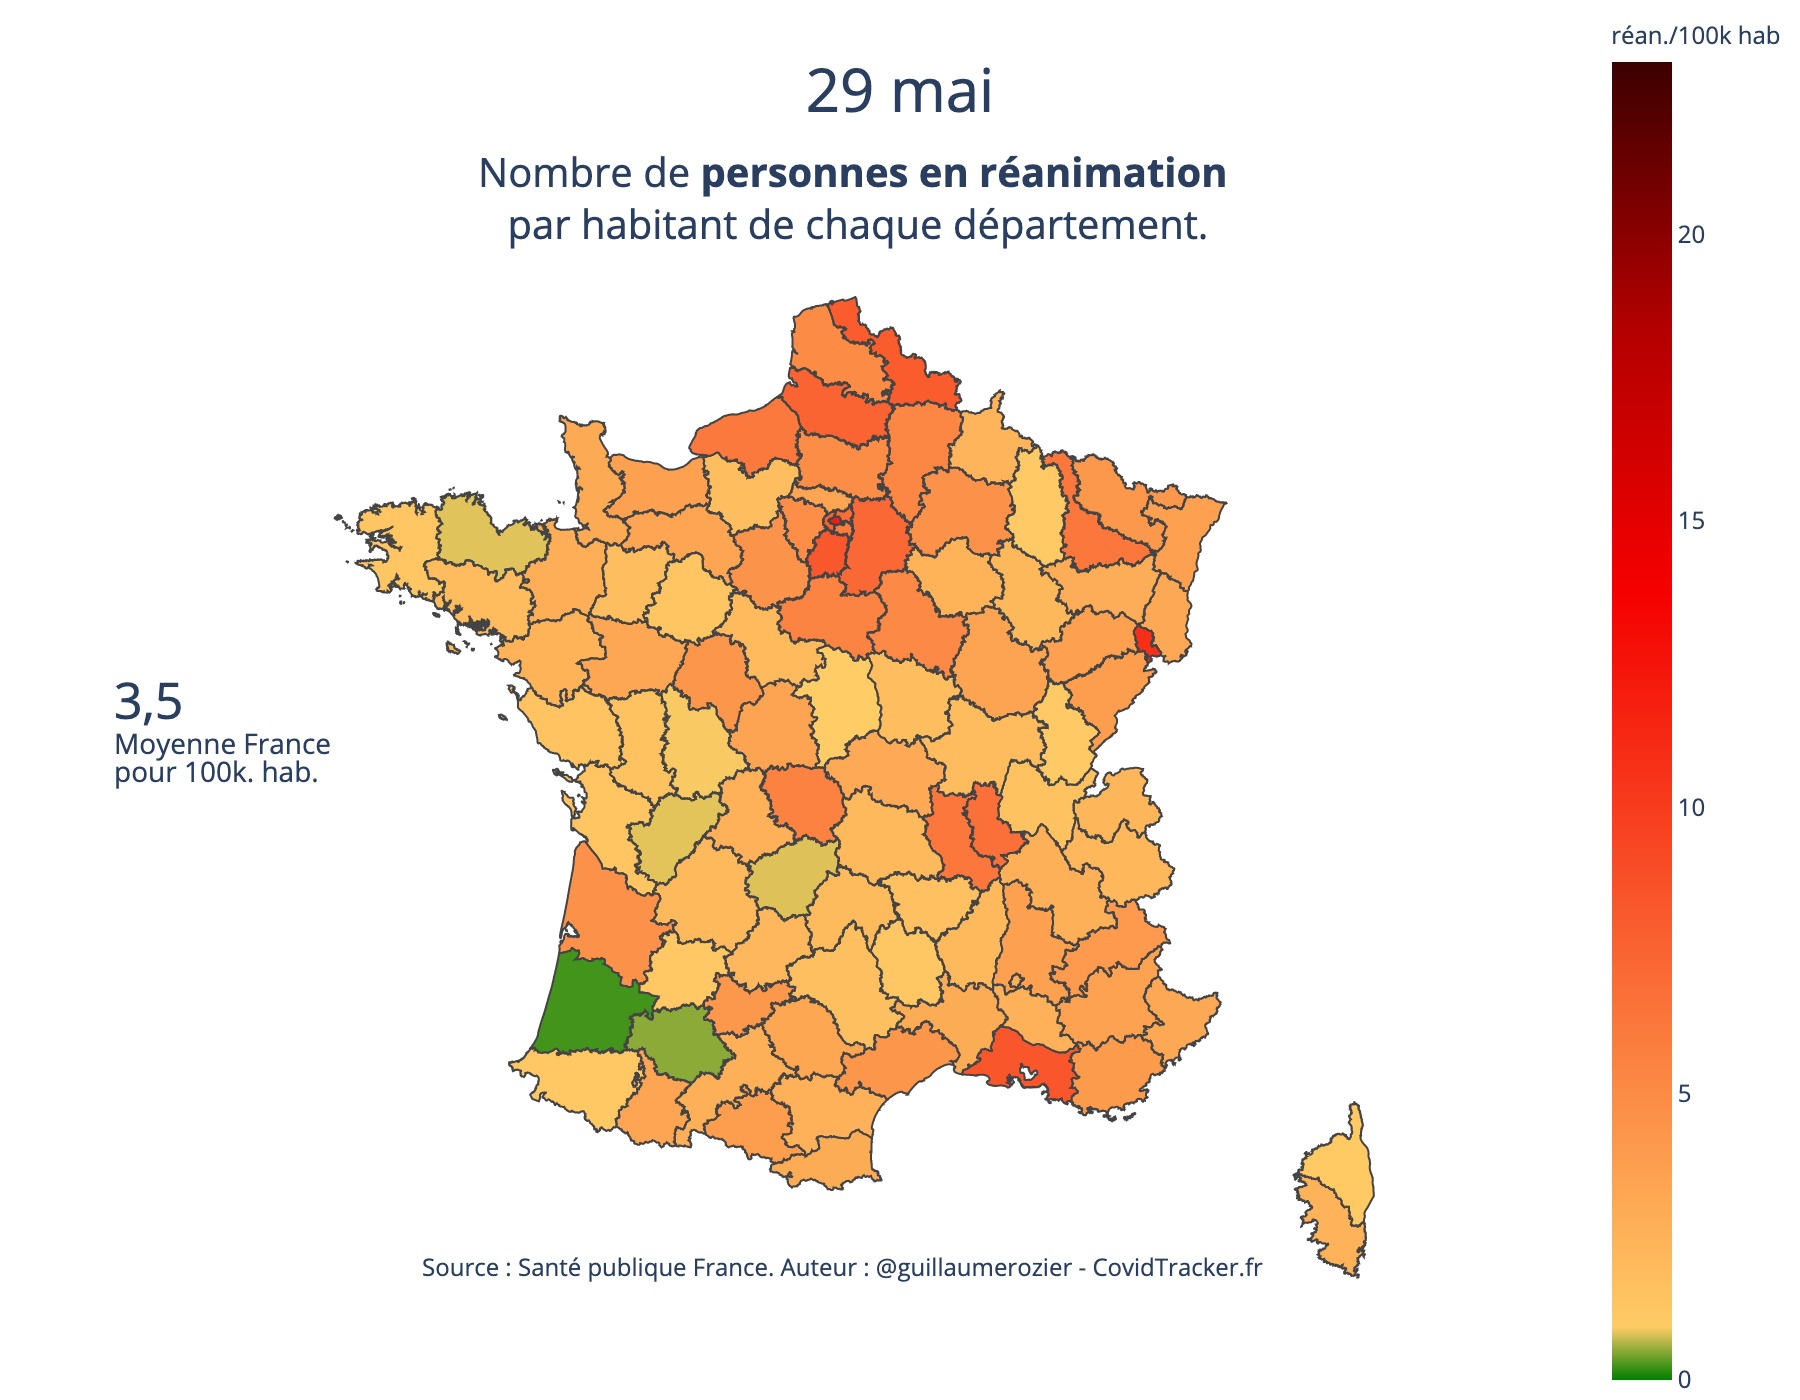 réan./100k hab
29 mai
Nombre de personnes en réanimation
par habitant de chaque département.
20
15
3,5
Moyenne France
pour 100k. hab.
10
5
Source : Santé publique France. Auteur : @guillaumerozier - CovidTracker.fr
0